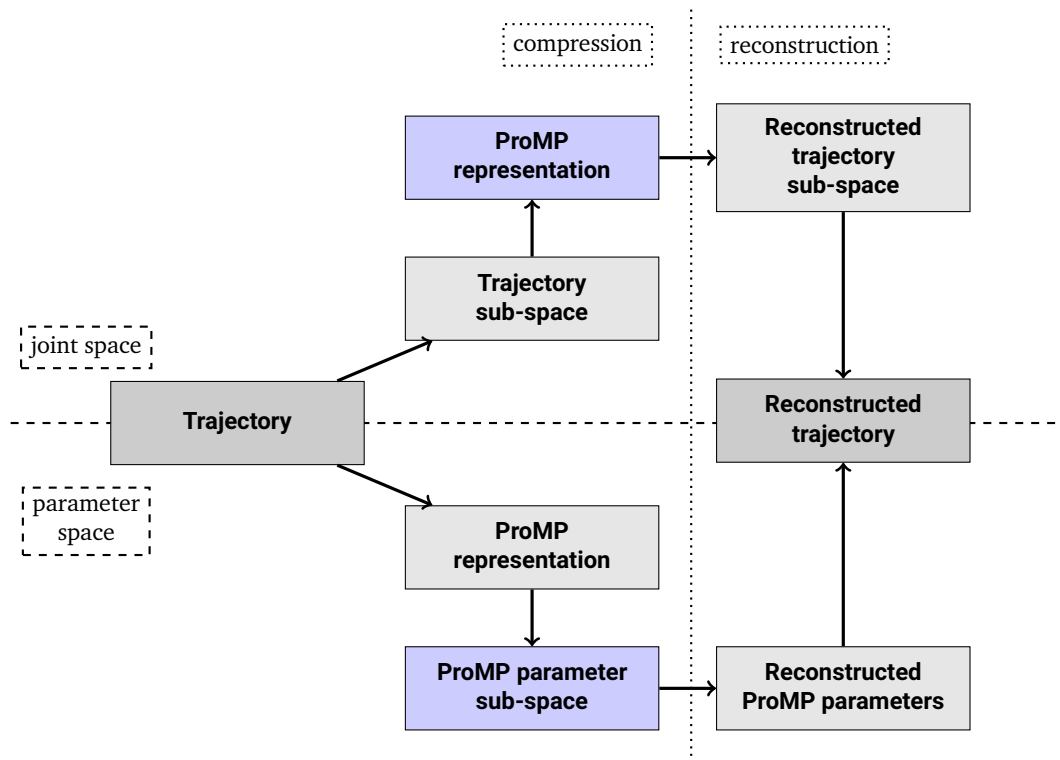 compression
reconstruction
ProMP
representation
Reconstructed
trajectory
sub-space
Trajectory
sub-space
joint space
Trajectory
Reconstructed
trajectory
parameter
space
ProMP
representation
ProMP parameter
sub-space
Reconstructed
ProMP parameters